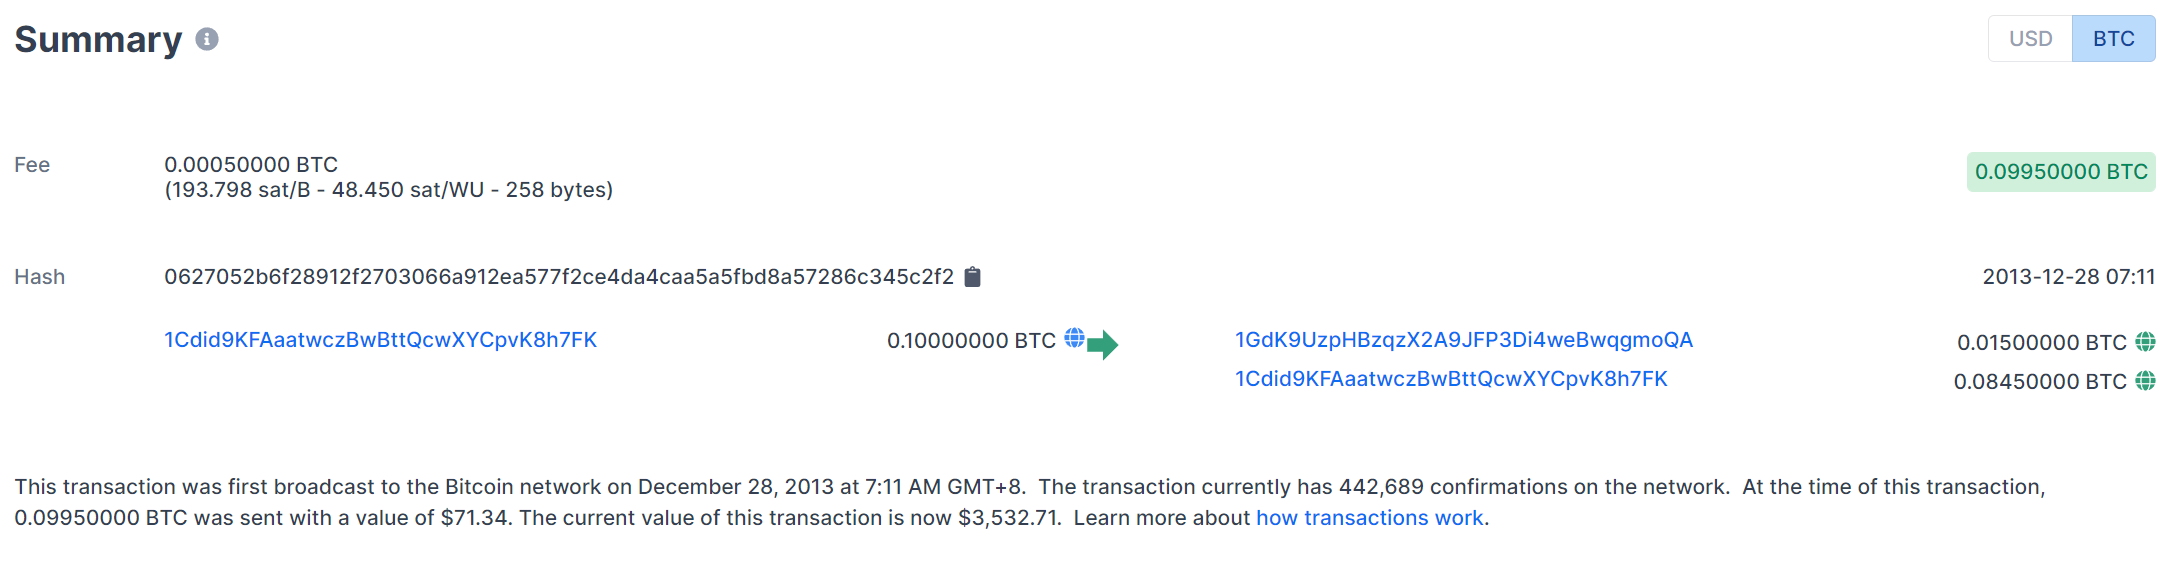 Summary
USD BTC
Fee 0.00050000 BTC 0.09950000 BTC
(193.798 sat/B - 48.450 sat/WU - 258 bytes)
Hash 0627052b6f28912f2703066a912ea577f2ce4da4caa5a5fbd8a57286c345c2f2 2013-12-28 07:11
1Cdid9KFAaatwczBwBttQcwXYCpvK8h7FK 0.10000000 BTC 1GdK9UzpHBzqzX2A9JFP3Di4weBwqgmoQA 0.01500000 BTC
1Cdid9KFAaatwczBwBttQcwXYCpvK8h7FK 0.08450000 BTC
This transaction was first broadcast to the Bitcoin network on December 28, 2013 at 7:11 AM GMT+8. The transaction currently has 442,689 confirmations on the network. At the time of this transaction,
0.09950000 BTC was sent with a value of $71.34. The current value of this transaction is now $3,532.71. Learn more about how transactions work.